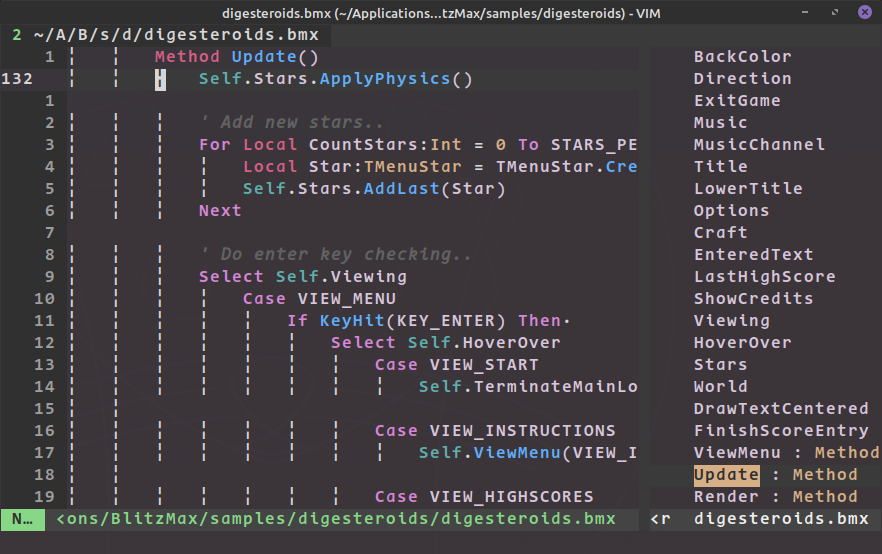 digesteroids.bmx (~/Applications...tzMax/samples/digesteroids) - VIM
2 ~/A/B/s/d/digesteroids.bmx
1 ¦ ¦ Method Update()
132 ¦ ¦ ¦ Self.Stars.ApplyPhysics()
1
2 ¦ ¦ ¦ ' Add new stars..
3 ¦ ¦ ¦ For Local CountStars:Int = 0 To STARS_PE
4 ¦ ¦ ¦ ¦ Local Star:TMenuStar = TMenuStar.Cre
5 ¦ ¦ ¦ ¦ Self.Stars.AddLast(Star)
6 ¦ ¦ ¦ Next
7
8 ¦ ¦ ¦ ' Do enter key checking..
9 ¦ ¦ ¦ Select Self.Viewing
10 ¦ ¦ ¦ ¦ Case VIEW_MENU
11 ¦ ¦ ¦ ¦ ¦ If KeyHit(KEY_ENTER) Then·
12 ¦ ¦ ¦ ¦ ¦ ¦ Select Self.HoverOver
13 ¦ ¦ ¦ ¦ ¦ ¦ ¦ Case VIEW_START
14 ¦ ¦ ¦ ¦ ¦ ¦ ¦ ¦ Self.TerminateMainLo
15 ¦ ¦
16 ¦ ¦ ¦ ¦ ¦ ¦ ¦ Case VIEW_INSTRUCTIONS
17 ¦ ¦ ¦ ¦ ¦ ¦ ¦ ¦ Self.ViewMenu(VIEW_I
18 ¦ ¦
19 ¦ ¦ ¦ ¦ ¦ ¦ ¦ Case VIEW_HIGHSCORES
N… <ons/BlitzMax/samples/digesteroids/digesteroids.bmx
BackColor
Direction
ExitGame
Music
MusicChannel
Title
LowerTitle
Options
Craft
EnteredText
LastHighScore
ShowCredits
Viewing
HoverOver
Stars
World
DrawTextCentered
FinishScoreEntry
ViewMenu : Method
Update : Method
Render : Method
<r digesteroids.bmx